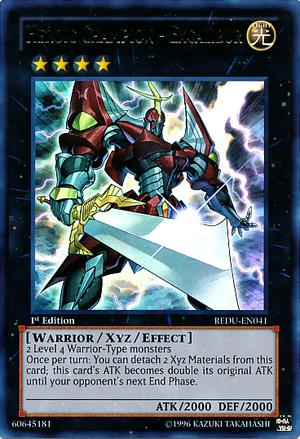 HEROIC CHAMPION - EXCALIBUR
LIGHT
光
1st Edition
REDU-EN041
[WARRIOR / XYZ / EFFECT]
2 Level 4 Warrior-Type monsters
Once per turn: You can detach 2 Xyz Materials from this
card; this card's ATK becomes double its original ATK
until your opponent's next End Phase.
ATK/2000 DEF/2000
60645181
©1996 KAZUKI TAKAHASHI